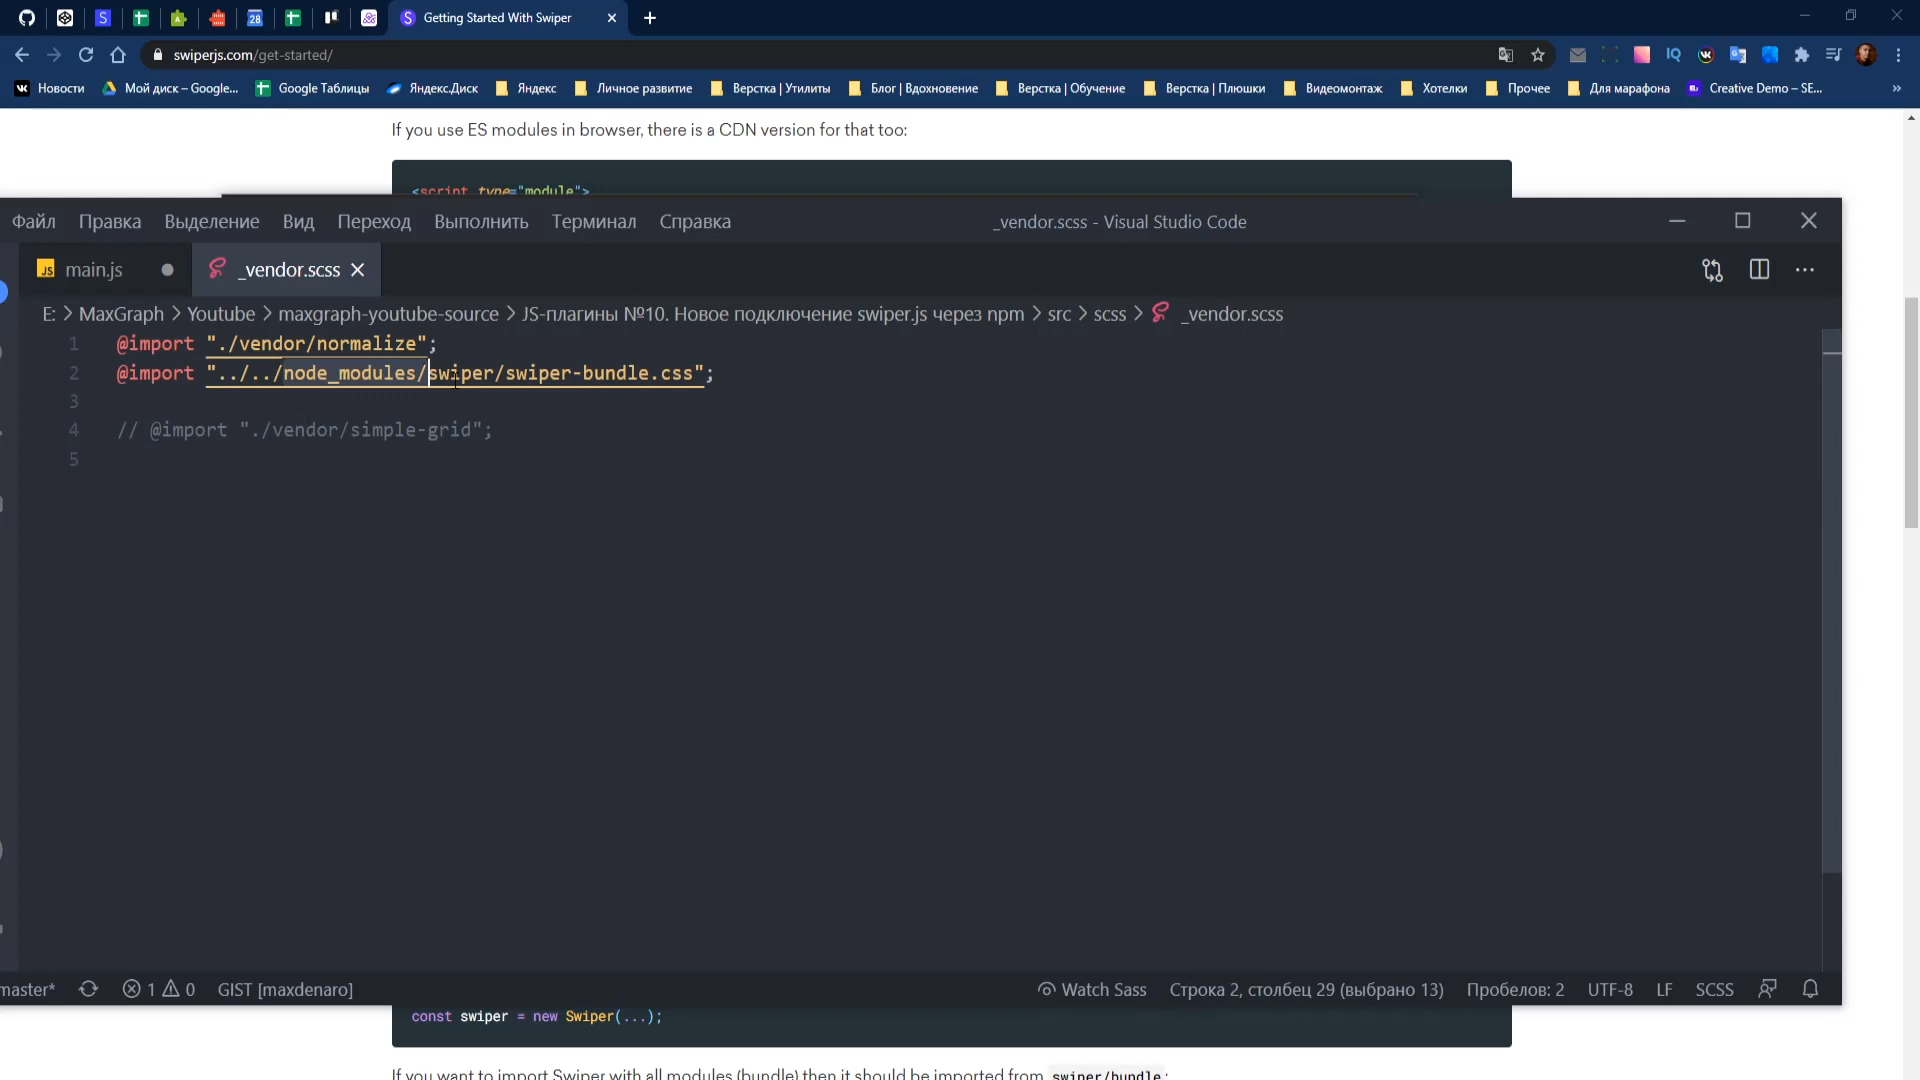 28
Getting Started With Swiper
swiperjs.com/get-started/
IQ
Новости
Мой диск – Google...
Google Таблицы
Яндекс.Диск
Яндекс
Личное развитие
Верстка | Утилиты
Блог | Вдохновение
Верстка | Обучение
Верстка | Плюшки
Видеомонтаж
Хотелки
Прочее
Для марафона
Creative Demo – SE...
»
If you use ES modules in browser, there is a CDN version for that too:
<script type="module">
Файл Правка Выделение Вид Переход Выполнить Терминал Справка
_vendor.scss - Visual Studio Code
JS main.js
_vendor.scss
E: > MaxGraph > Youtube > maxgraph-youtube-source > JS-плагины №10. Новое подключение swiper.js через npm > src > scss > _vendor.scss
1 @import "./vendor/normalize";
2 @import "../../node_modules/swiper/swiper-bundle.css";
3
4 // @import "./vendor/simple-grid";
5
master* 1 0 GIST [maxdenaro]
Watch Sass Строка 2, столбец 29 (выбрано 13) Пробелов: 2 UTF-8 LF SCSS
const swiper = new Swiper(...);
If you want to import Swiper with all modules (bundle) then it should be imported from swiper/bundle: